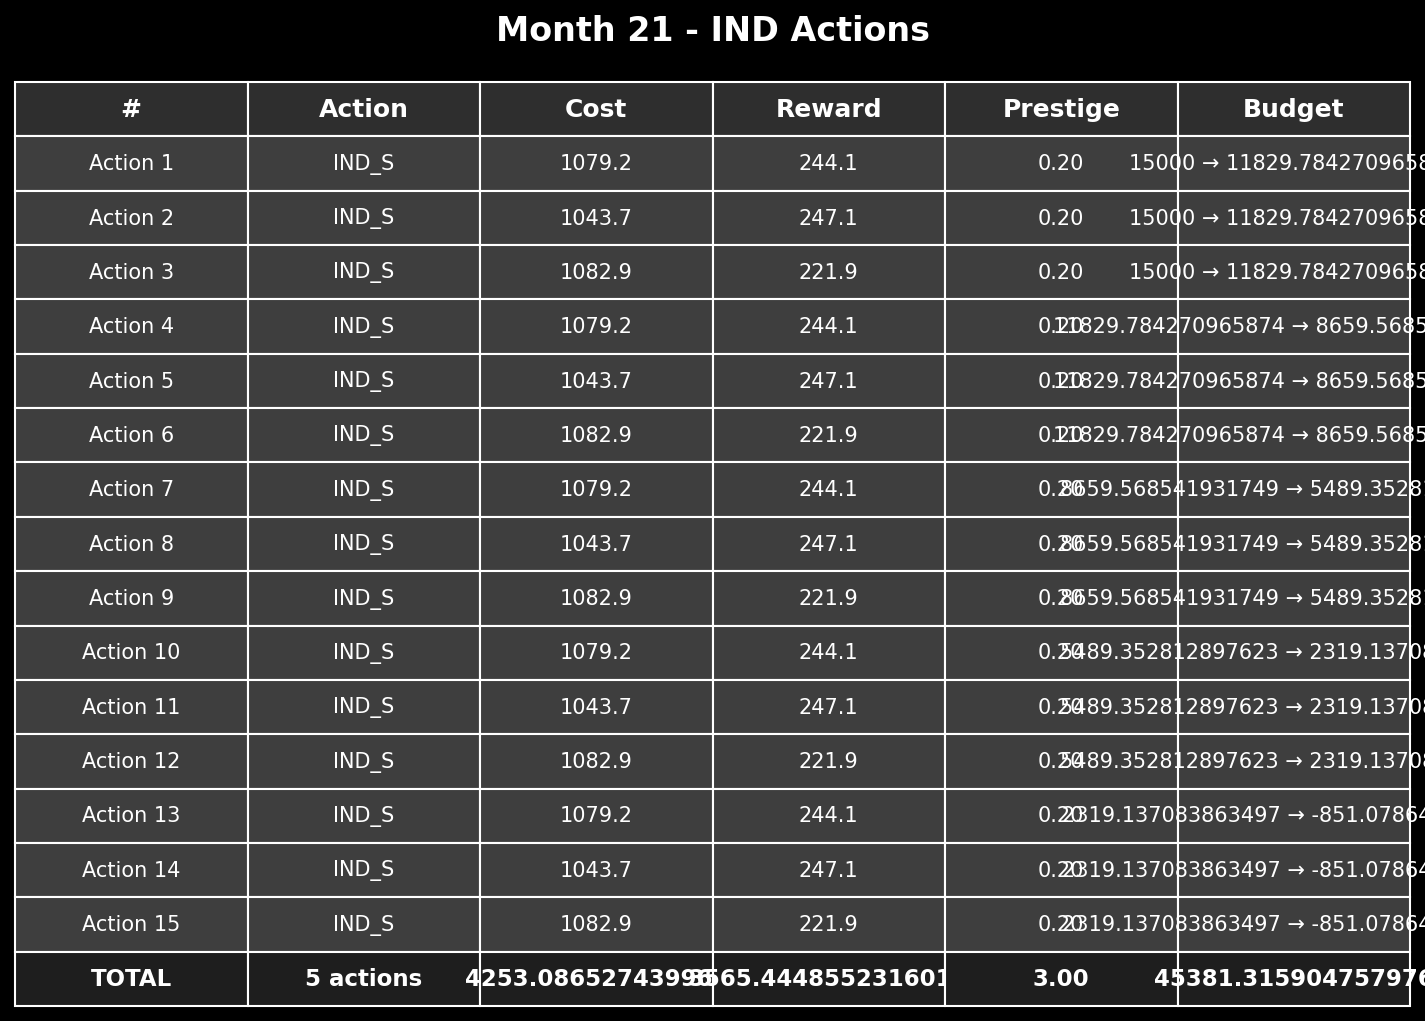 Month 21 - IND Actions
# Action Cost Reward Prestige Budget
Action 1 IND_S 1079.2 244.1 0.20 15000 → 11829.7842709658
Action 2 IND_S 1043.7 247.1 0.20 15000 → 11829.7842709658
Action 3 IND_S 1082.9 221.9 0.20 15000 → 11829.7842709658
Action 4 IND_S 1079.2 244.1 0.20 11829.784270965874 → 8659.5685
Action 5 IND_S 1043.7 247.1 0.20 11829.784270965874 → 8659.5685
Action 6 IND_S 1082.9 221.9 0.20 11829.784270965874 → 8659.5685
Action 7 IND_S 1079.2 244.1 0.20 8659.568541931749 → 5489.3528
Action 8 IND_S 1043.7 247.1 0.20 8659.568541931749 → 5489.3528
Action 9 IND_S 1082.9 221.9 0.20 8659.568541931749 → 5489.3528
Action 10 IND_S 1079.2 244.1 0.20 5489.352812897623 → 2319.1370
Action 11 IND_S 1043.7 247.1 0.20 5489.352812897623 → 2319.1370
Action 12 IND_S 1082.9 221.9 0.20 5489.352812897623 → 2319.1370
Action 13 IND_S 1079.2 244.1 0.20 2319.137083863497 → -851.07864
Action 14 IND_S 1043.7 247.1 0.20 2319.137083863497 → -851.07864
Action 15 IND_S 1082.9 221.9 0.20 2319.137083863497 → -851.07864
TOTAL 5 actions 3.00 45381.315904757976